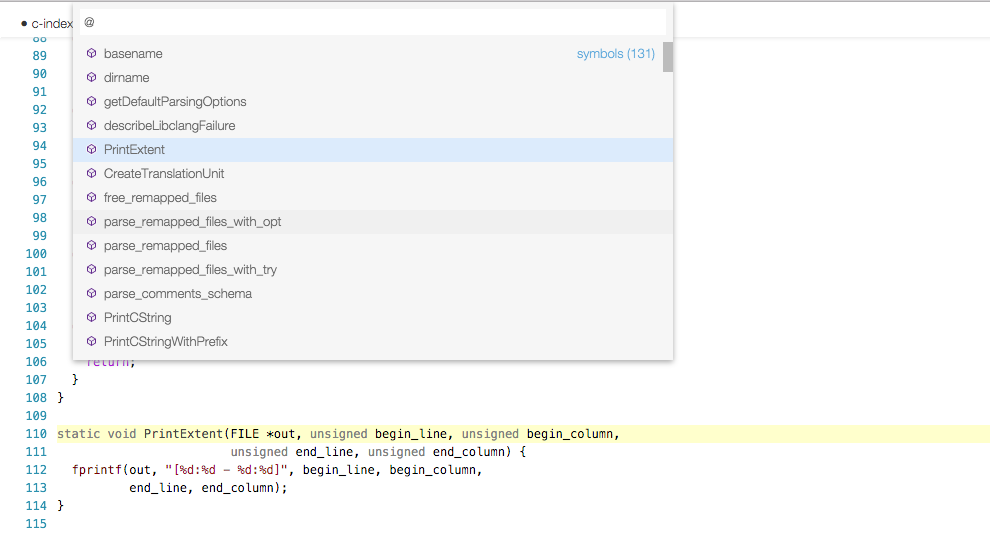 c-index
@
88
89
90
91
92
93
94
95
96
97
98
99
100
101
102
103
104
105
basename symbols (131)
dirname
getDefaultParsingOptions
describeLibclangFailure
PrintExtent
CreateTranslationUnit
free_remapped_files
parse_remapped_files_with_opt
parse_remapped_files
parse_remapped_files_with_try
parse_comments_schema
PrintCString
PrintCStringWithPrefix
106 return;
107 }
108 }
109
110 static void PrintExtent(FILE *out, unsigned begin_line, unsigned begin_column,
111 unsigned end_line, unsigned end_column) {
112 fprintf(out, "[%d:%d - %d:%d]", begin_line, begin_column,
113 end_line, end_column);
114 }
115